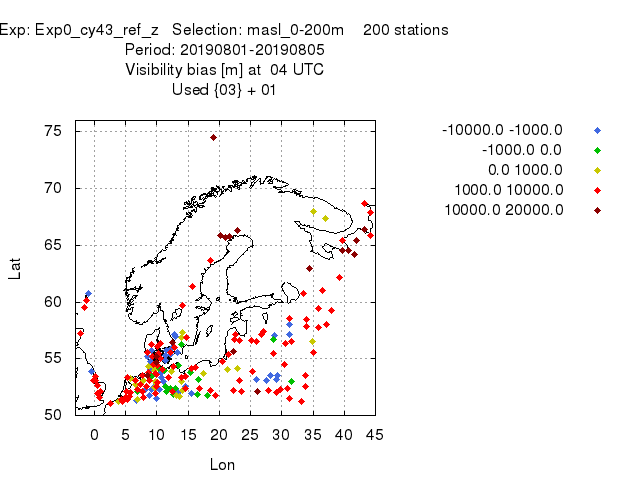 Exp: Exp0_cy43_ref_z Selection: masl_0-200m 200 stations
Period: 20190801-20190805
Visibility bias [m] at 04 UTC
Used {03} + 01
-10000.0 -1000.0
-1000.0 0.0
0.0 1000.0
1000.0 10000.0
10000.0 20000.0
75
70
65
60
55
50
Lat
0 5 10 15 20 25 30 35 40 45
Lon